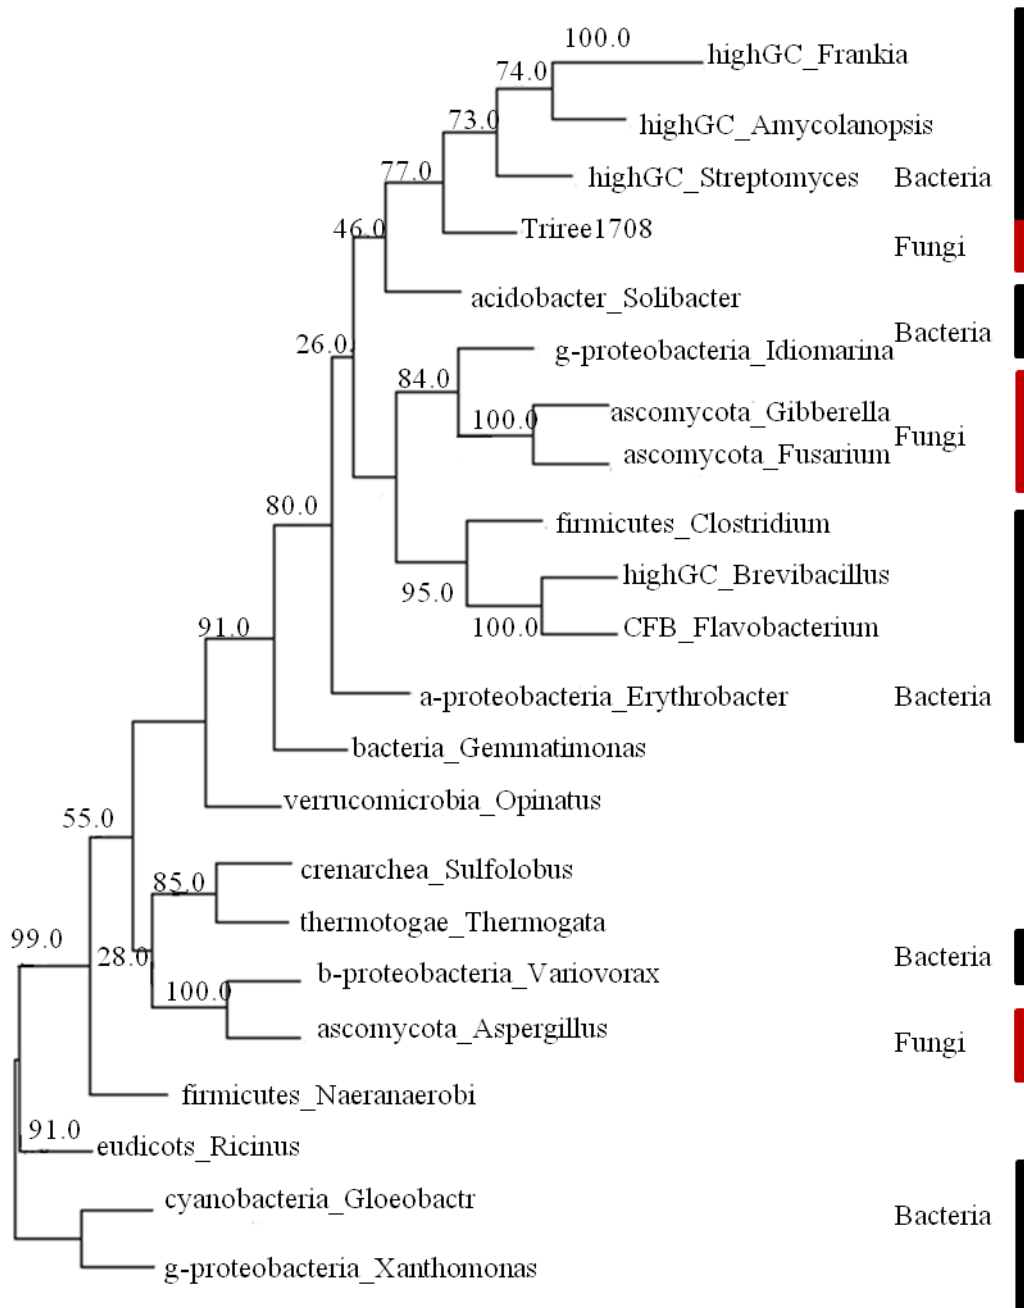 100.0
highGC_Frankia
74.0
73.0
highGC_Amycolanopsis
77.0
highGC_Streptomyces
Bacteria
46.0
Triree1708
Fungi
acidobacter_Solibacter
Bacteria
26.0
g-proteobacteria_Idiomarina
84.0
100.0
ascomycota_Gibberella
Fungi
ascomycota_Fusarium
80.0
firmicutes_Clostridium
95.0
highGC_Brevibacillus
100.0
CFB_Flavobacterium
91.0
a-proteobacteria_Erythrobacter
Bacteria
bacteria_Gemmatimonas
verrucomicrobia_Opinatus
55.0
85.0
crenarchea_Sulfolobus
thermotogae_Thermogata
99.0
28.0
Bacteria
100.0
b-proteobacteria_Variovorax
ascomycota_Aspergillus
Fungi
firmicutes_Naeranaerobi
91.0
eudicots_Ricinus
cyanobacteria_Gloeobactr
Bacteria
g-proteobacteria_Xanthomonas